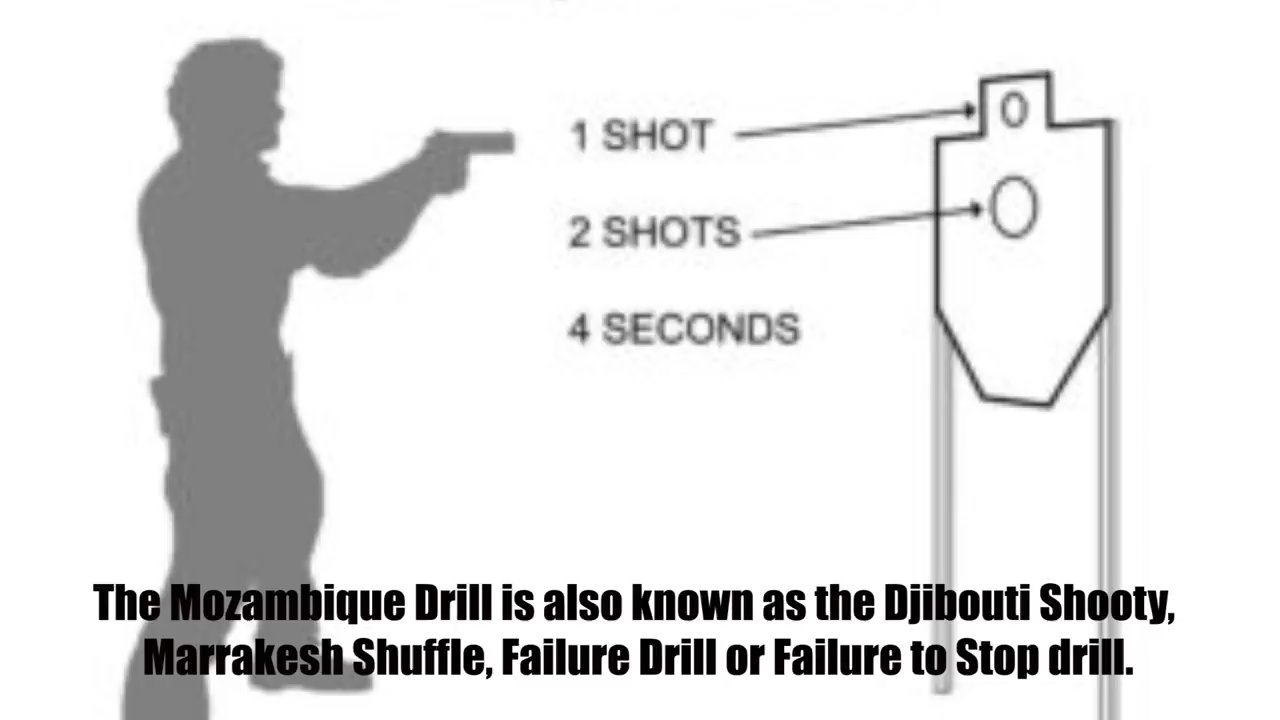 1 SHOT
2 SHOTS
4 SECONDS
The Mozambique Drill is also known as the Djibouti Shooty,
Marrakesh Shuffle, Failure Drill or Failure to Stop drill.